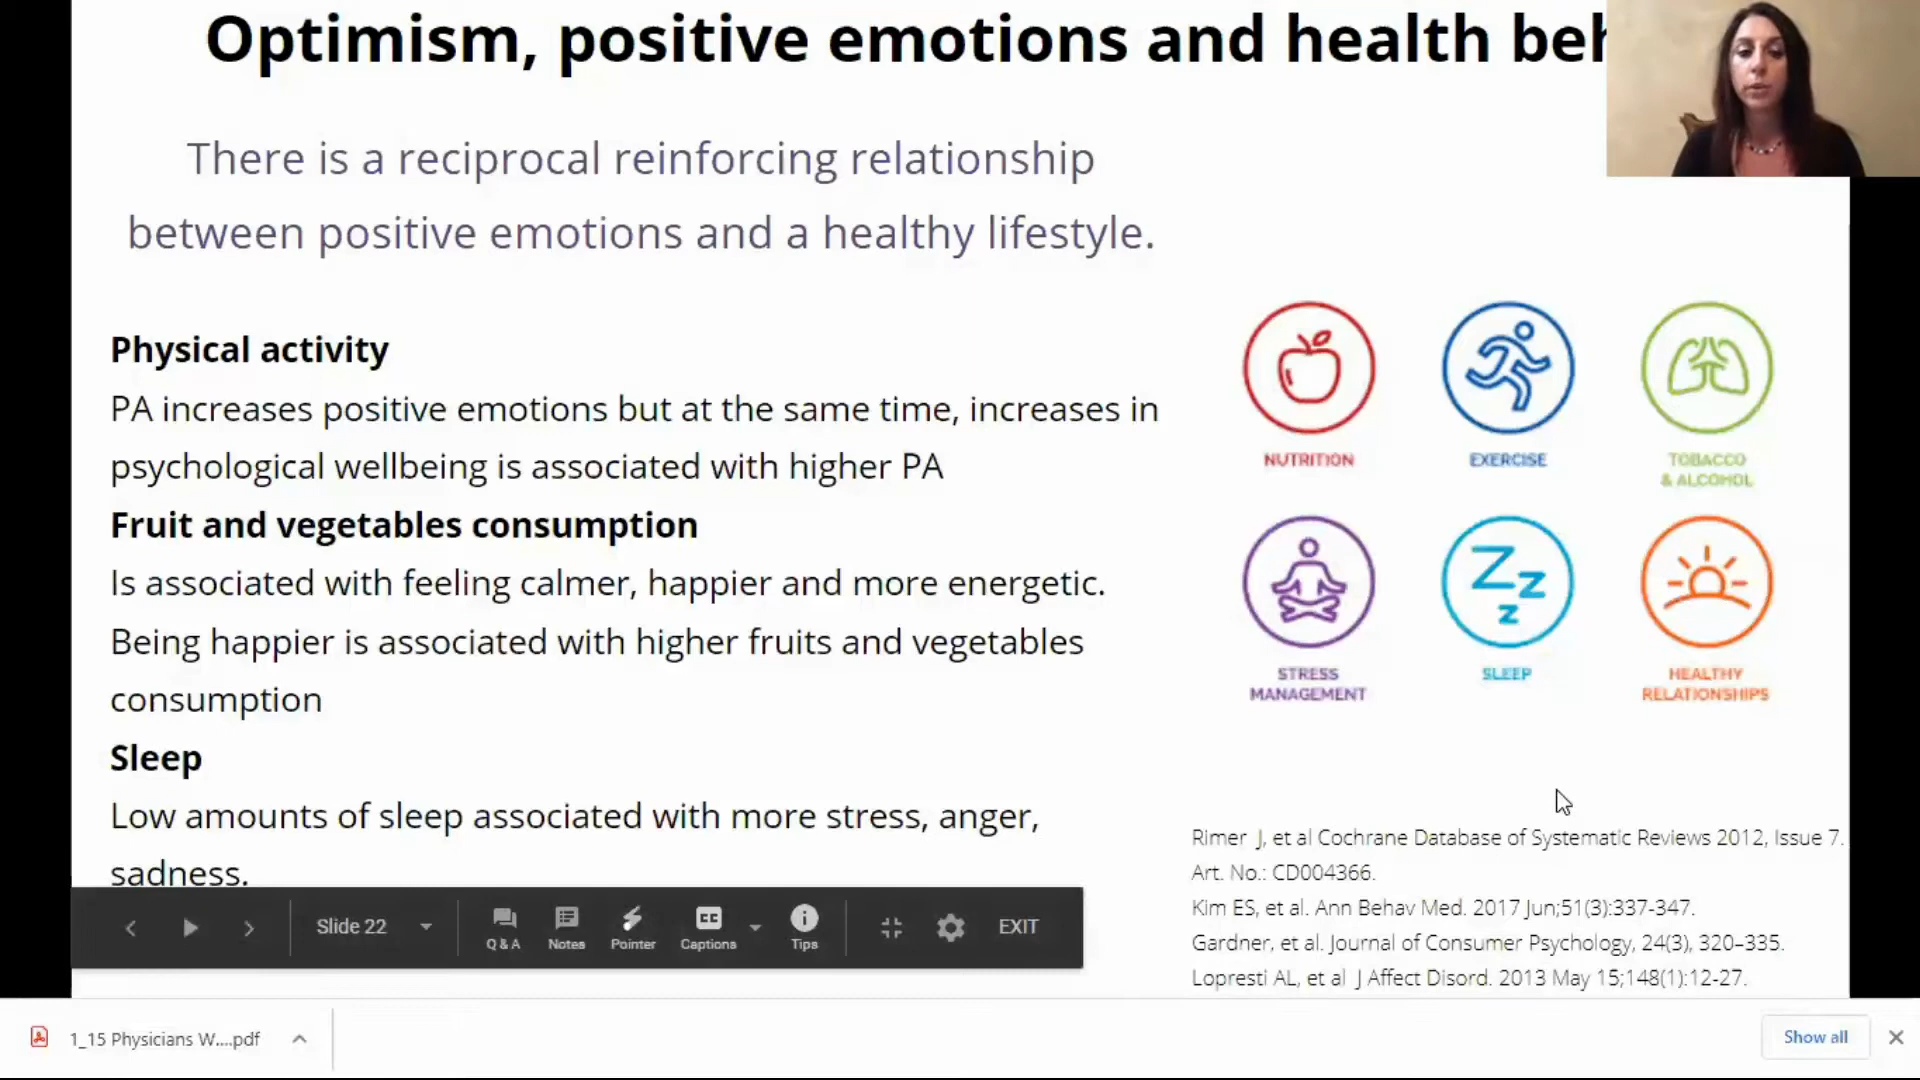 Optimism, positive emotions and health beh
There is a reciprocal reinforcing relationship
between positive emotions and a healthy lifestyle.
Physical activity
PA increases positive emotions but at the same time, increases in
psychological wellbeing is associated with higher PA
Fruit and vegetables consumption
Is associated with feeling calmer, happier and more energetic.
Being happier is associated with higher fruits and vegetables
consumption
Sleep
Low amounts of sleep associated with more stress, anger,
sadness.
NUTRITION
EXERCISE
TOBACCO
& ALCOHOL
STRESS
MANAGEMENT
Zzz
SLEEP
HEALTHY
RELATIONSHIPS
Rimer J, et al Cochrane Database of Systematic Reviews 2012, Issue 7.
Art. No.: CD004366.
Kim ES, et al. Ann Behav Med. 2017 Jun;51(3):337-347.
Gardner, et al. Journal of Consumer Psychology, 24(3), 320–335.
Lopresti AL, et al J Affect Disord. 2013 May 15;148(1):12-27.
Slide 22
Q & A
Notes
Pointer
CC
Captions
Tips
EXIT
1_15 Physicians W....pdf
Show all